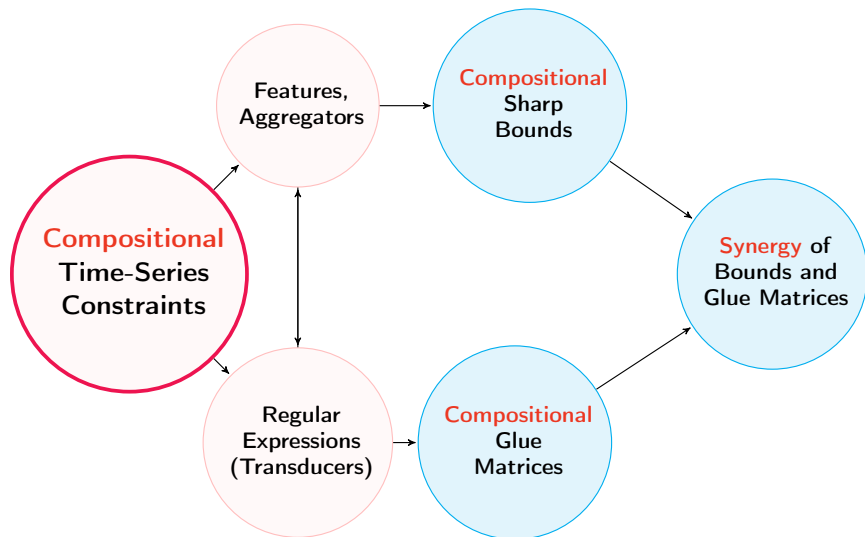 Features,
Aggregators
Compositional
Sharp
Bounds
Compositional
Time-Series
Constraints
Synergy of
Bounds and
Glue Matrices
Regular
Expressions
(Transducers)
Compositional
Glue
Matrices